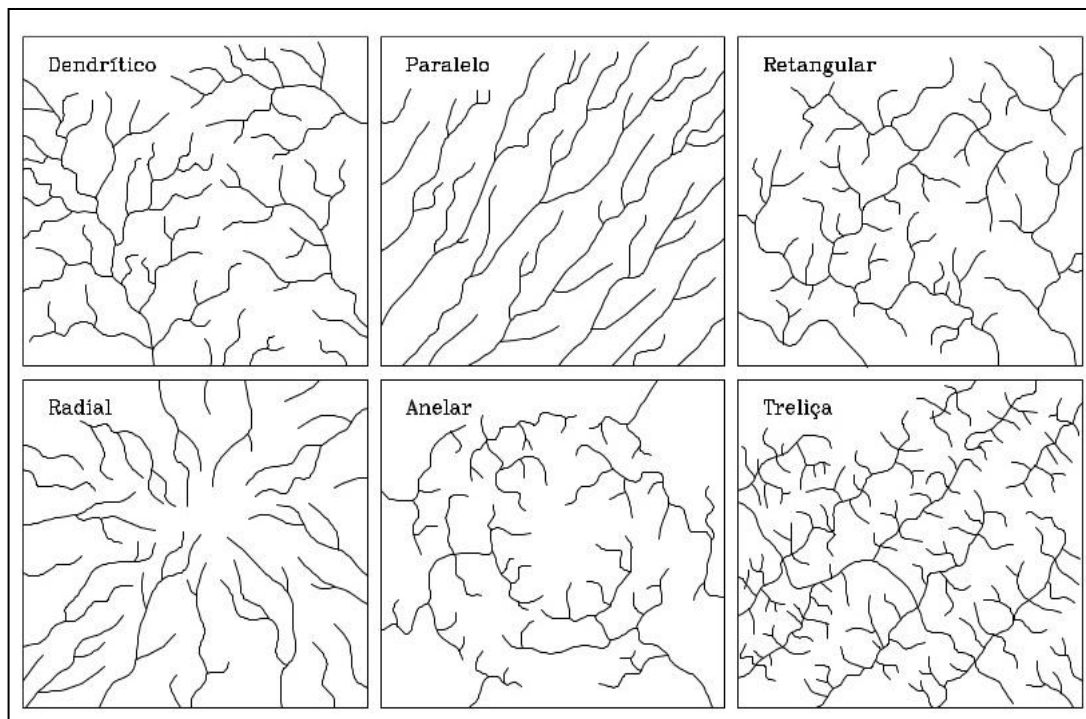 Dendrítico
Paralelo
Retangular
Radial
Anelar
Treliça